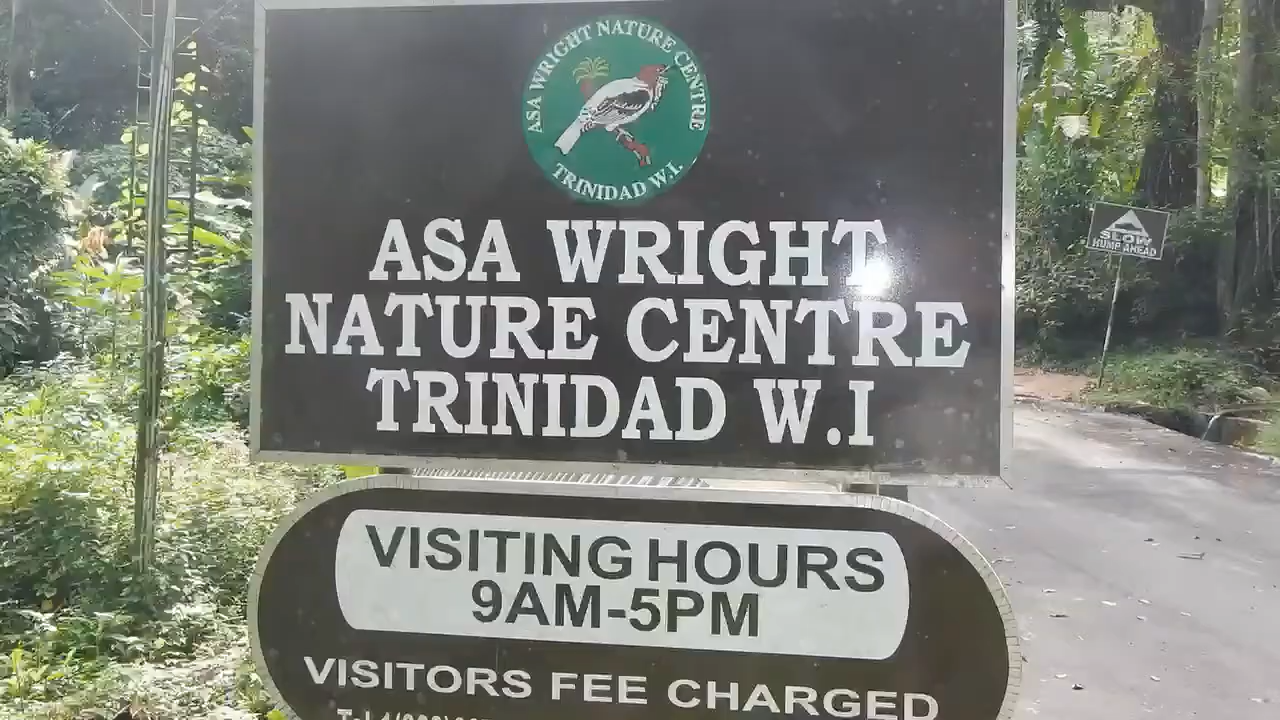 ASA WRIGHT NATURE CENTRE
TRINIDAD W.I.
ASA WRIGHT
NATURE CENTRE
TRINIDAD W.I
SLOW
HUMP AHEAD
VISITING HOURS
9AM-5PM
VISITORS FEE CHARGED